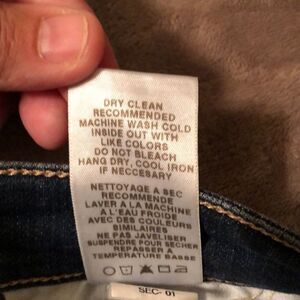 DRY CLEAN
RECOMMENDED
MACHINE WASH COLD
INSIDE OUT WITH
LIKE COLORS
DO NOT BLEACH
HANG DRY, COOL IRON
IF NECCESARY
NETTOYAGE A SEC
RECOMMENDE
LAVER A LA MACHINE
A L'EAU FROIDE
AVEC DES COULEURS
SIMILAIRES
NE PAS JAVELISER
SUSPENDRE POUR SECHER
REPASSER A
TEMPERATURE BASSE
SEC- 01